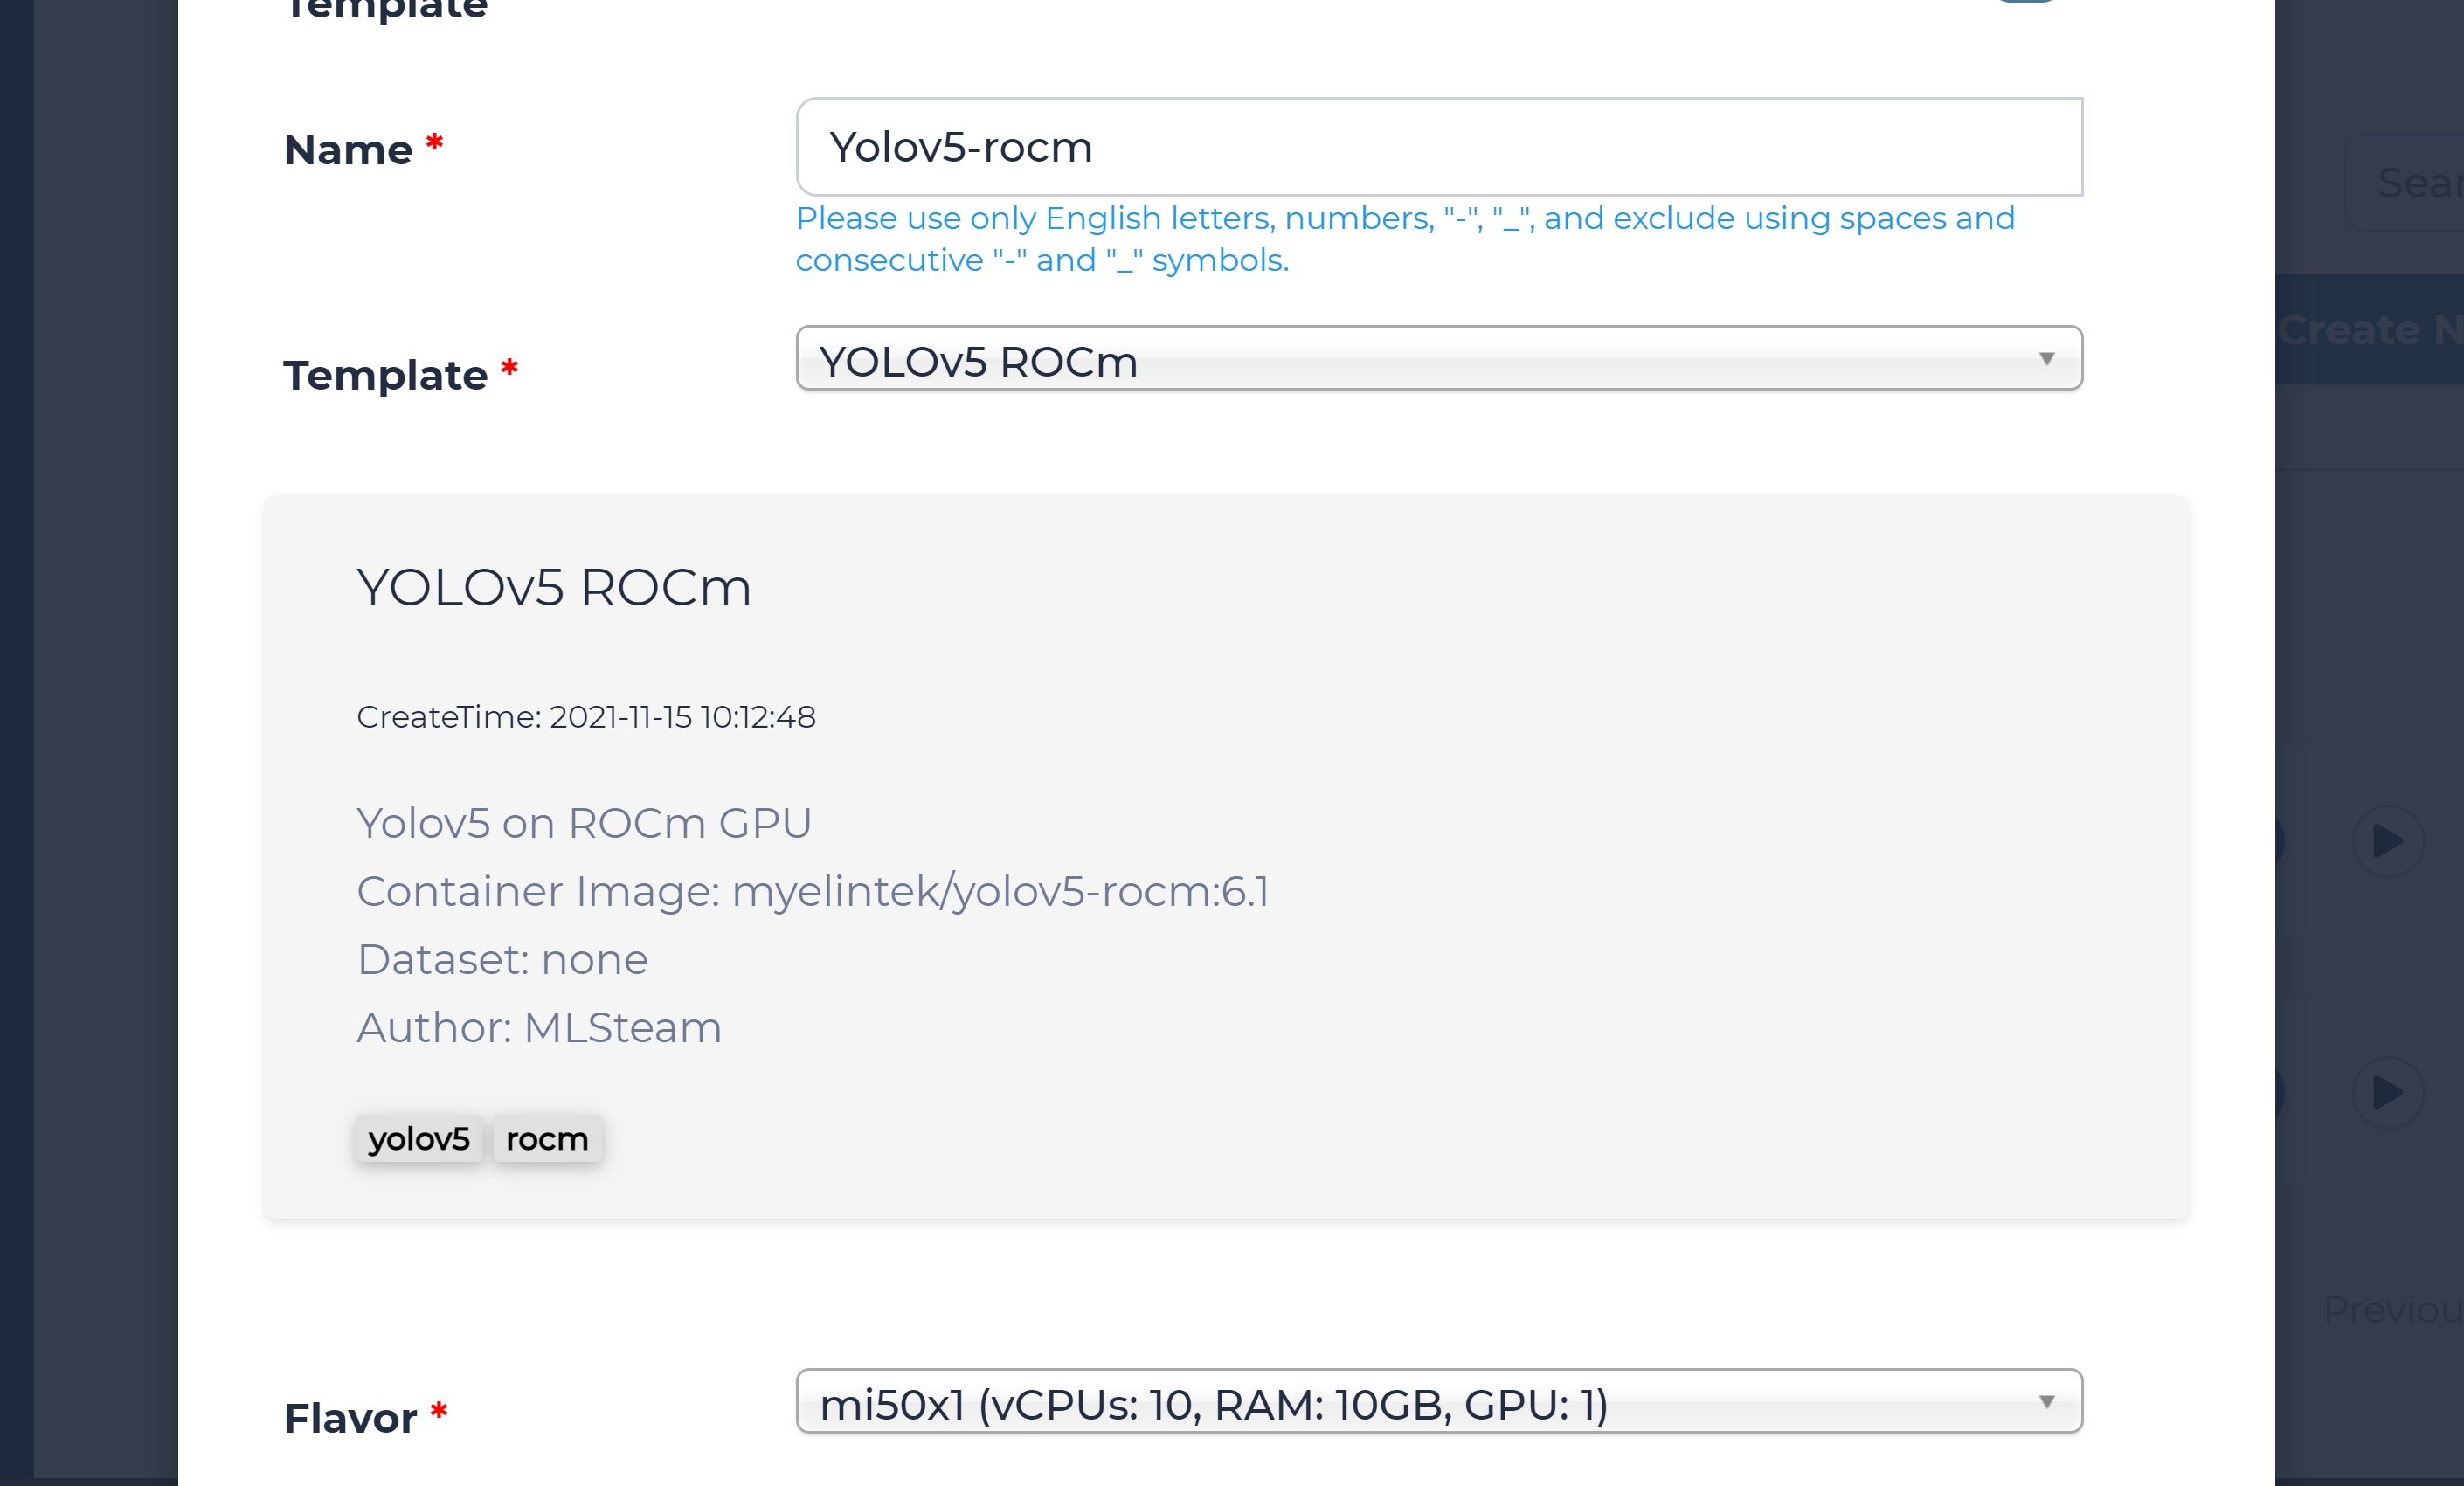 Template
Name *
Yolov5-rocm
Please use only English letters, numbers, "-", "_", and exclude using spaces and
consecutive "-" and "_" symbols.
Template *
YOLOv5 ROCm
YOLOv5 ROCm
CreateTime: 2021-11-15 10:12:48
Yolov5 on ROCm GPU
Container Image: myelintek/yolov5-rocm:6.1
Dataset: none
Author: MLSteam
yolov5 rocm
Flavor *
mi50x1 (vCPUs: 10, RAM: 10GB, GPU: 1)
Sear
Create N
Previou